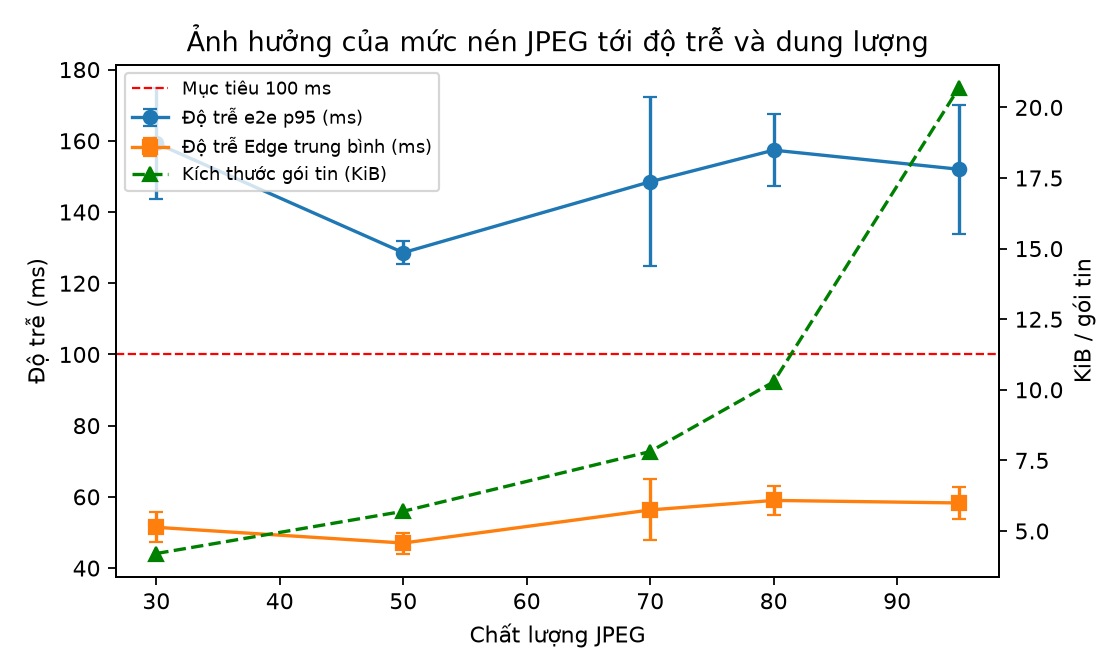 Ảnh hưởng của mức nén JPEG tới độ trễ và dung lượng
Mục tiêu 100 ms
Độ trễ e2e p95 (ms)
Độ trễ Edge trung bình (ms)
Kích thước gói tin (KiB)
Độ trễ (ms)
180
160
140
120
100
80
60
40
20.0
17.5
15.0
12.5
10.0
7.5
5.0
KiB / gói tin
30 40 50 60 70 80 90
Chất lượng JPEG